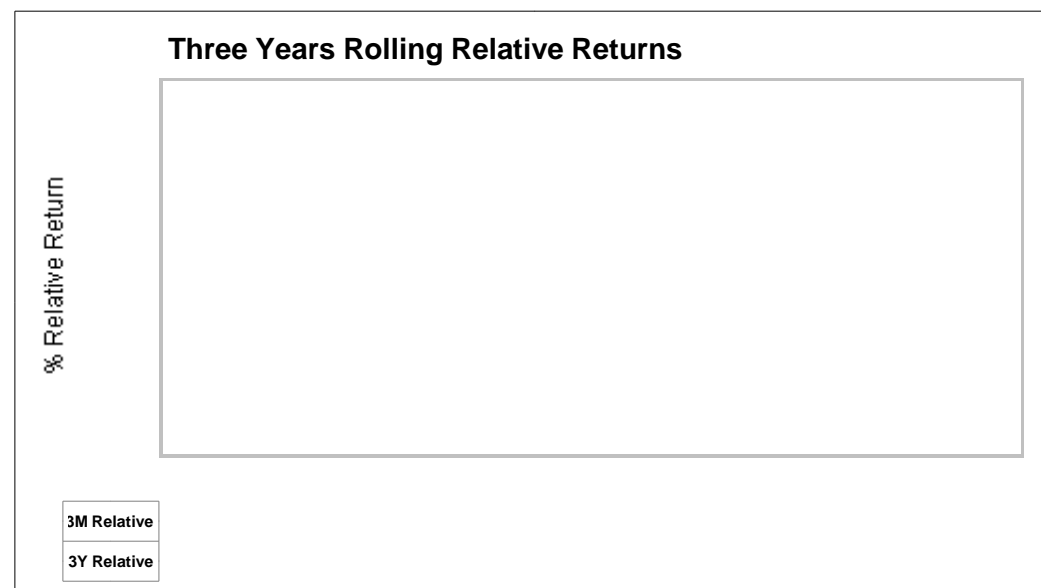 Three Years Rolling Relative Returns
% Relative Return
3M Relative
3Y Relative